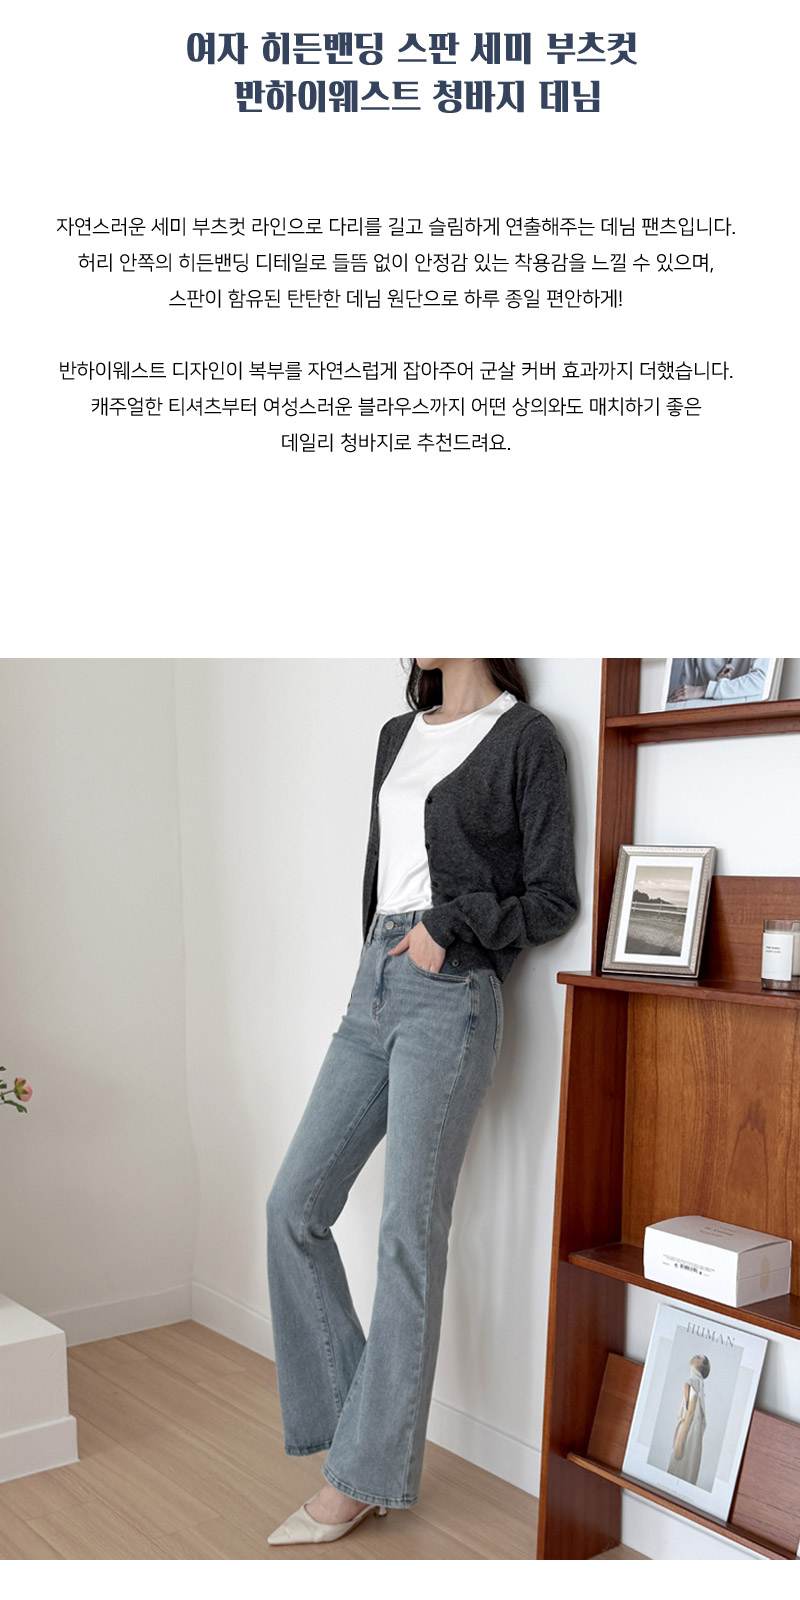 여자 히든밴딩 스판 세미 부츠컷
반하이웨스트 청바지 데님
자연스러운 세미 부츠컷 라인으로 다리를 길고 슬림하게 연출해주는 데님 팬츠입니다.
허리 안쪽의 히든밴딩 디테일로 들뜸 없이 안정감 있는 착용감을 느낄 수 있으며,
스판이 함유된 탄탄한 데님 원단으로 하루 종일 편안하게!
반하이웨스트 디자인이 복부를 자연스럽게 잡아주어 군살 커버 효과까지 더했습니다.
캐주얼한 티셔츠부터 여성스러운 블라우스까지 어떤 상의와도 매치하기 좋은
데일리 청바지로 추천드려요.
HUMAN